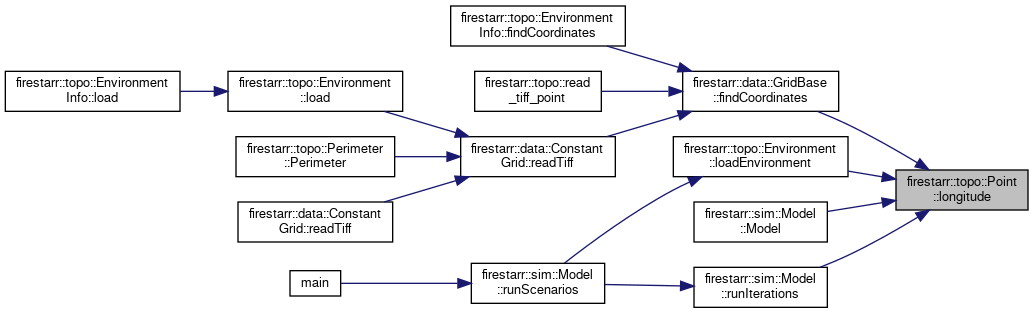 firestarr::topo::Environment
Info::findCoordinates
firestarr::topo::Environment
Info::load
firestarr::topo::Environment
::load
firestarr::topo::read
_tiff_point
firestarr::data::GridBase
::findCoordinates
firestarr::topo::Perimeter
::Perimeter
firestarr::data::Constant
Grid::readTiff
firestarr::topo::Environment
::loadEnvironment
firestarr::topo::Point
::longitude
firestarr::data::Constant
Grid::readTiff
firestarr::sim::Model
::Model
main
firestarr::sim::Model
::runScenarios
firestarr::sim::Model
::runIterations